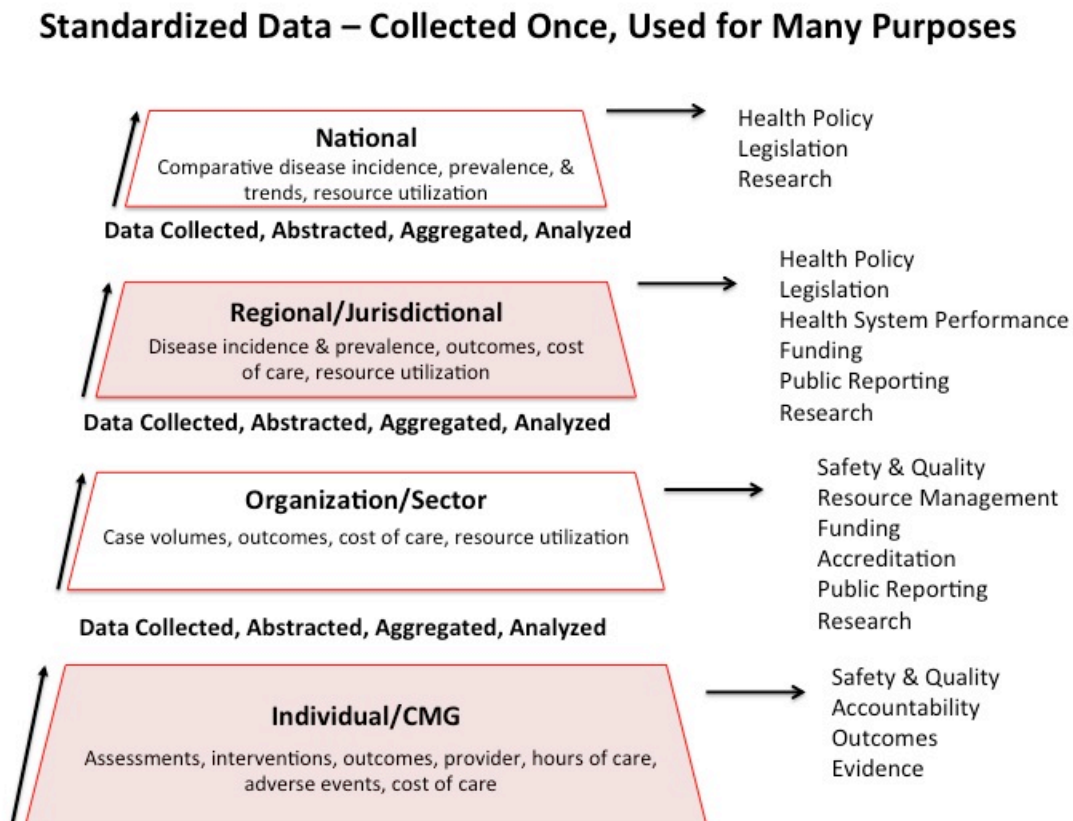 Standardized Data – Collected Once, Used for Many Purposes
National
Comparative disease incidence, prevalence, &
trends, resource utilization
Health Policy
Legislation
Research
Data Collected, Abstracted, Aggregated, Analyzed
Regional/Jurisdictional
Disease incidence & prevalence, outcomes, cost
of care, resource utilization
Health Policy
Legislation
Health System Performance
Funding
Public Reporting
Research
Data Collected, Abstracted, Aggregated, Analyzed
Organization/Sector
Case volumes, outcomes, cost of care, resource utilization
Safety & Quality
Resource Management
Funding
Accreditation
Public Reporting
Research
Data Collected, Abstracted, Aggregated, Analyzed
Individual/CMG
Assessments, interventions, outcomes, provider, hours of care,
adverse events, cost of care
Safety & Quality
Accountability
Outcomes
Evidence